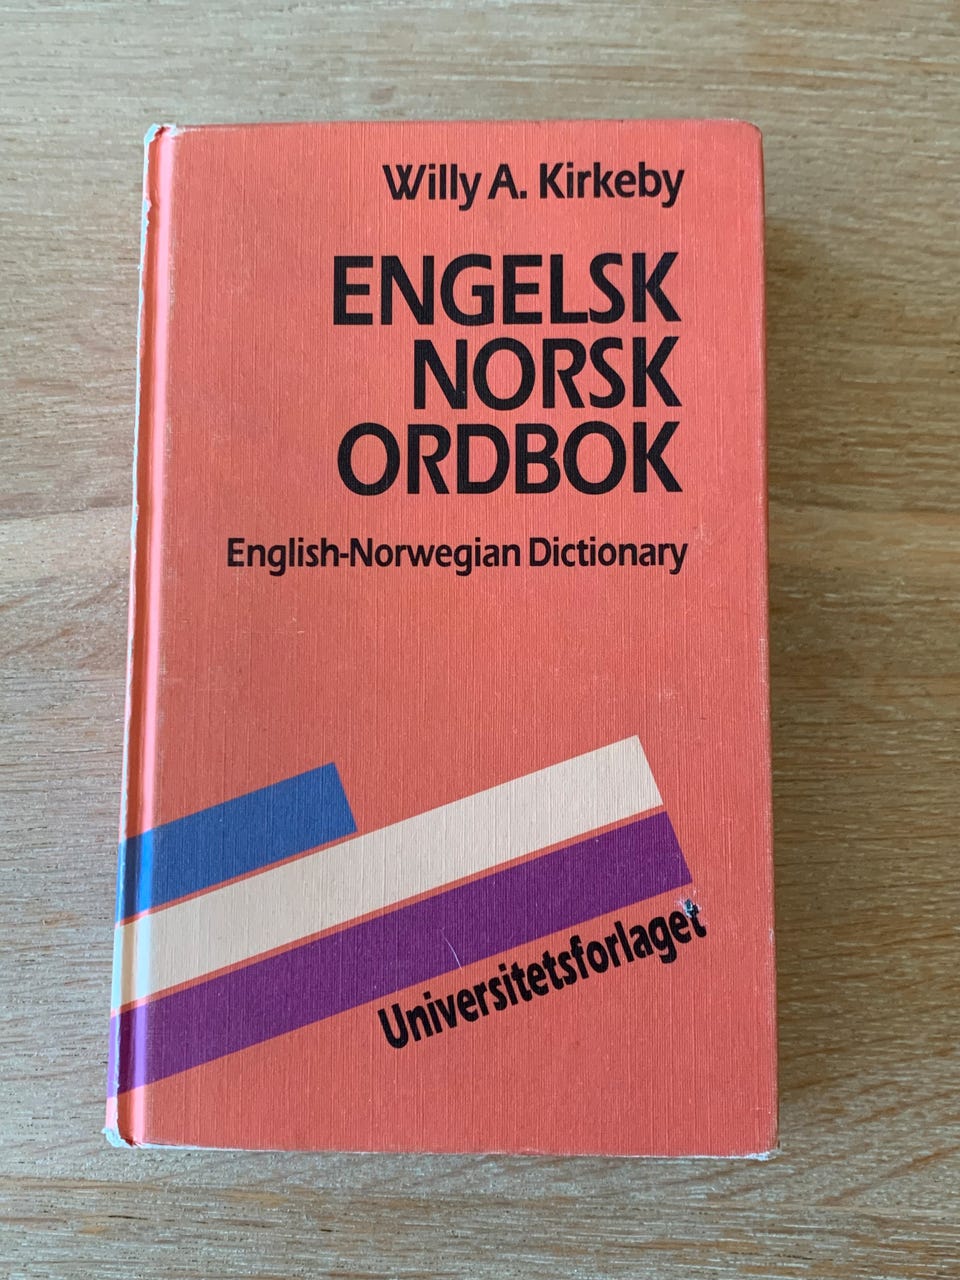 Willy A. Kirkeby
ENGELSK
NORSK
ORDBOK
English-Norwegian Dictionary
Universitetsforlaget